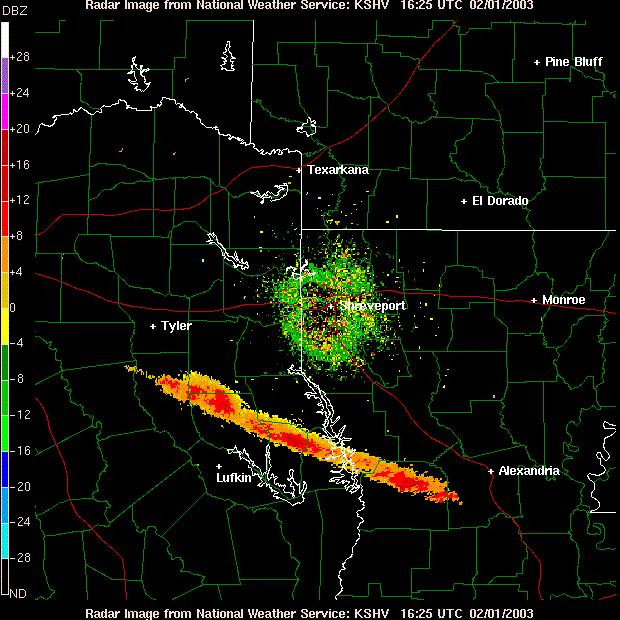 Radar Image from National Weather Service: KSHV 16:25 UTC 02/01/2003
DBZ
+28
+24
+20
+16
+12
+8
+4
0
-4
-8
-12
-16
-20
-24
-28
ND
Pine Bluff
Texarkana
El Dorado
Shreveport
Monroe
Tyler
Lufkin
Alexandria
Radar Image from National Weather Service: KSHV 16:25 UTC 02/01/2003